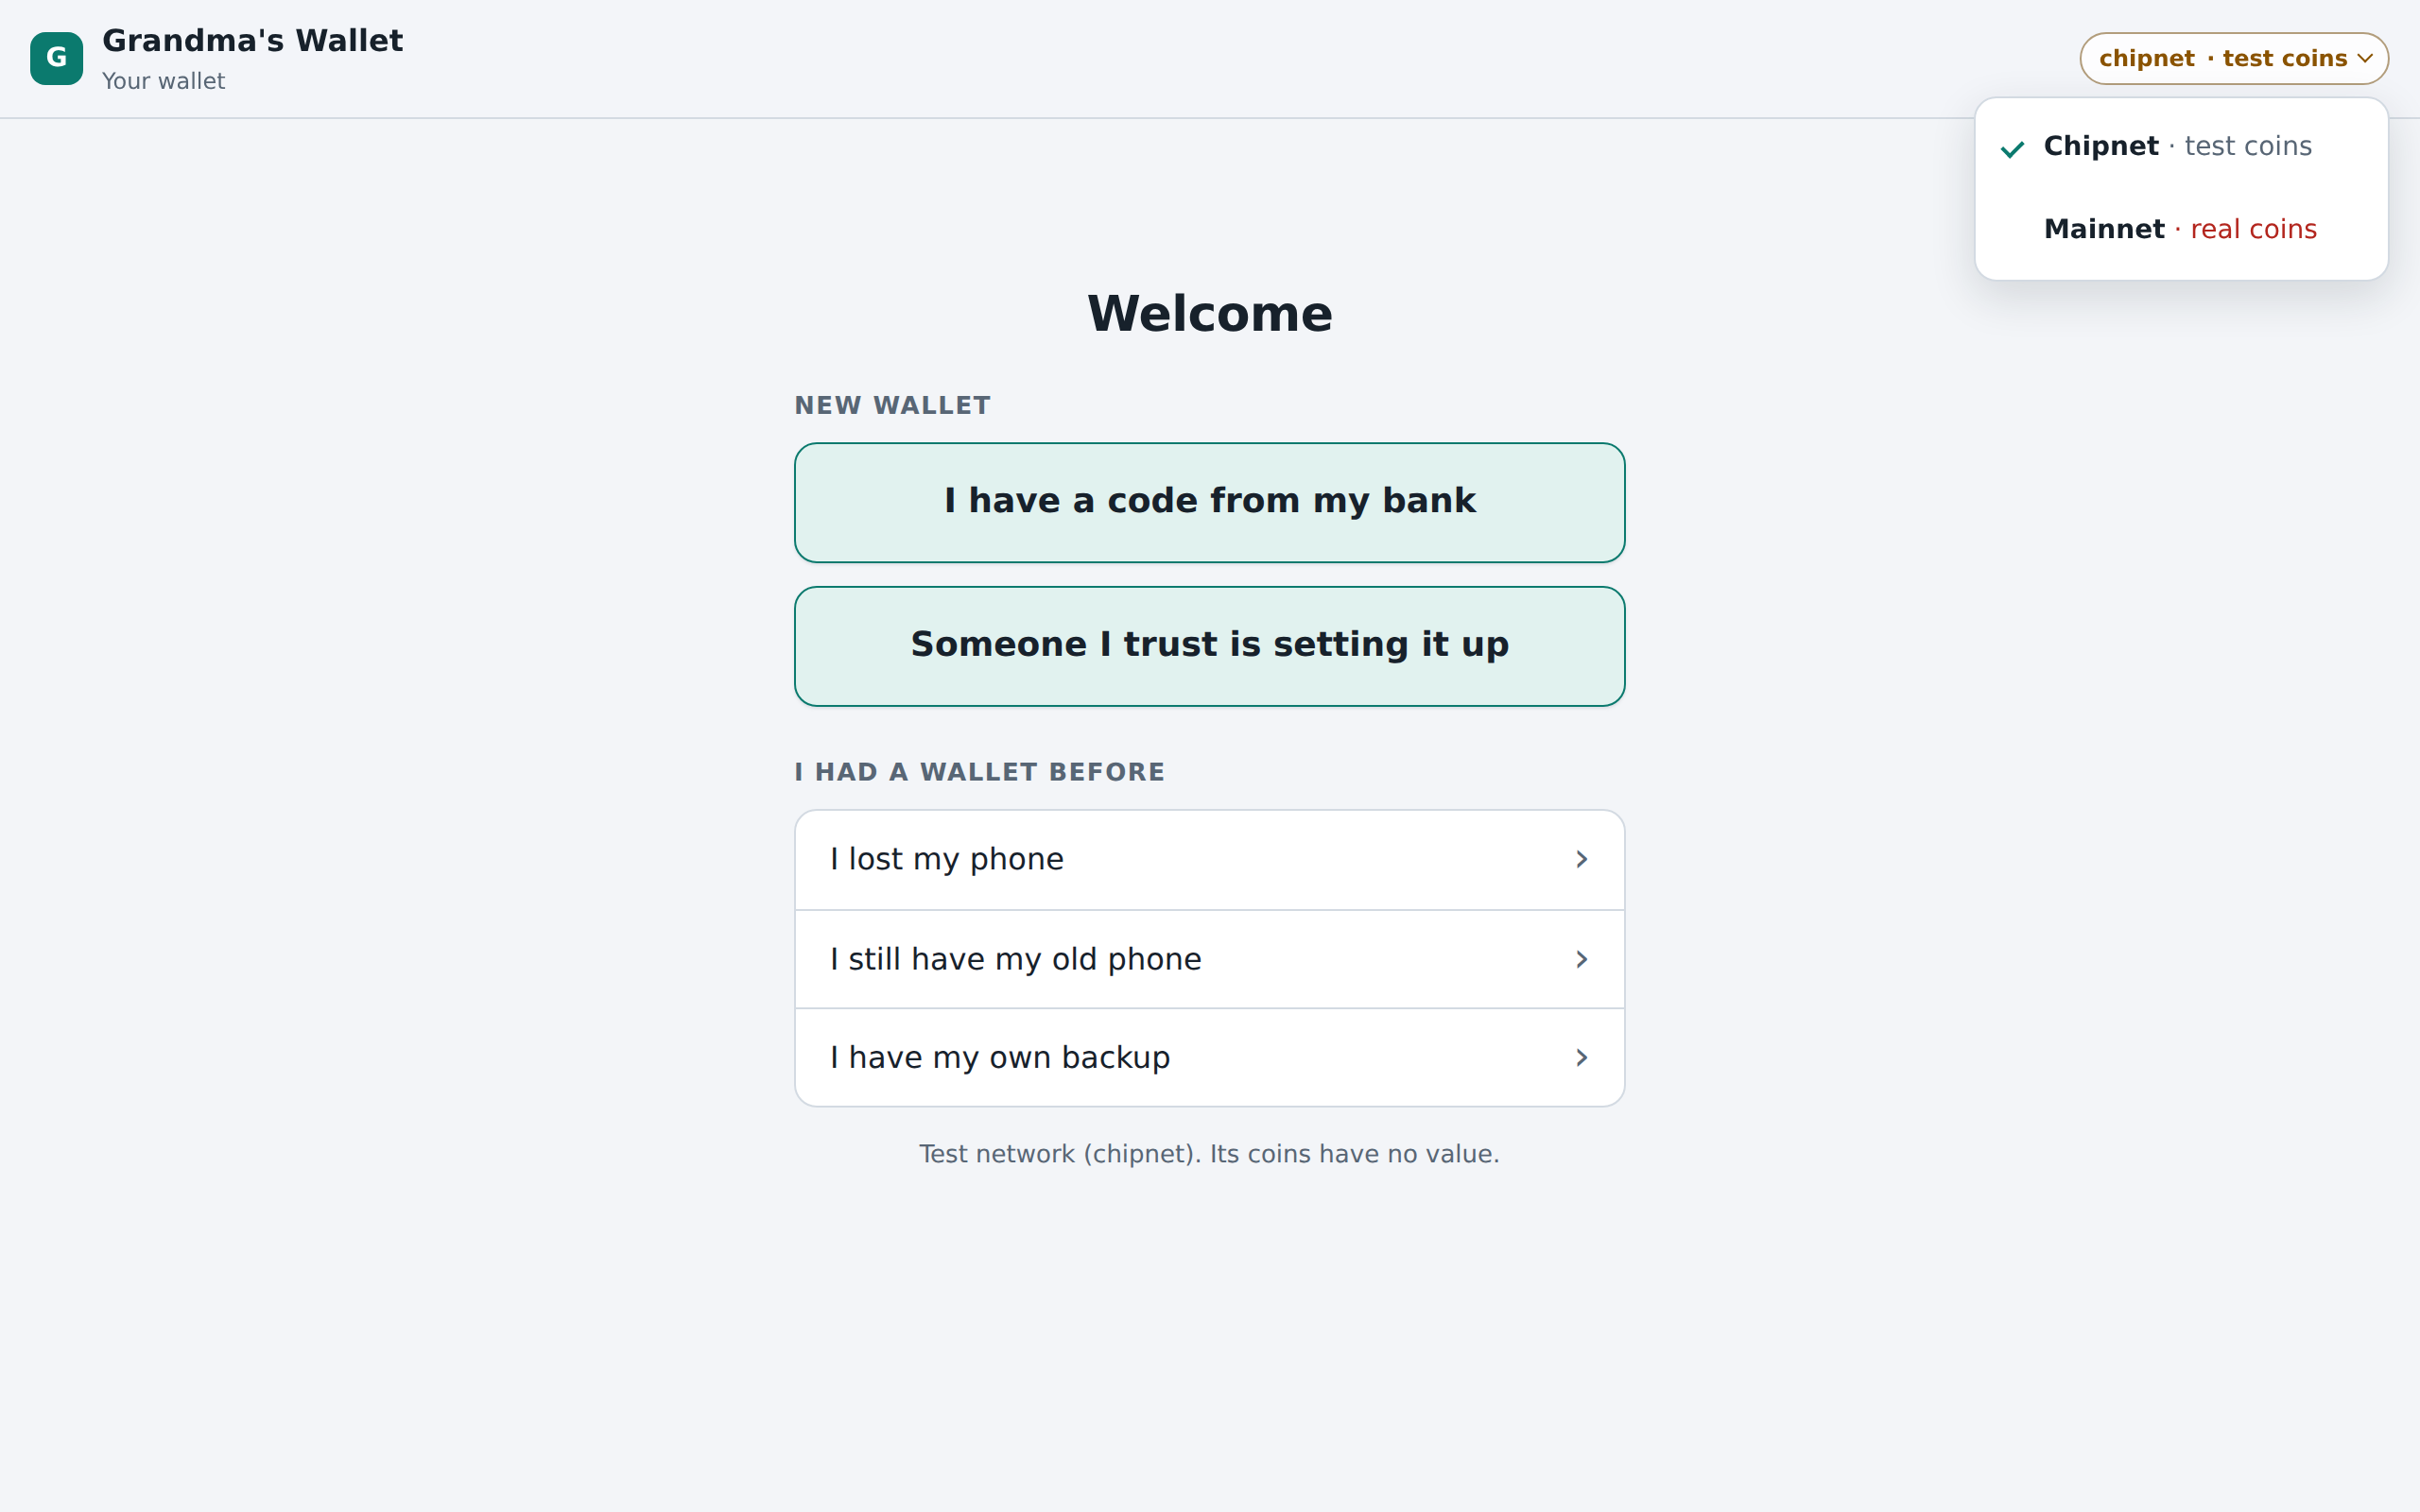 G
Grandma's Wallet
Your wallet
chipnet · test coins
Chipnet · test coins
Mainnet · real coins
Welcome
NEW WALLET
I have a code from my bank
Someone I trust is setting it up
I HAD A WALLET BEFORE
I lost my phone
I still have my old phone
I have my own backup
Test network (chipnet). Its coins have no value.